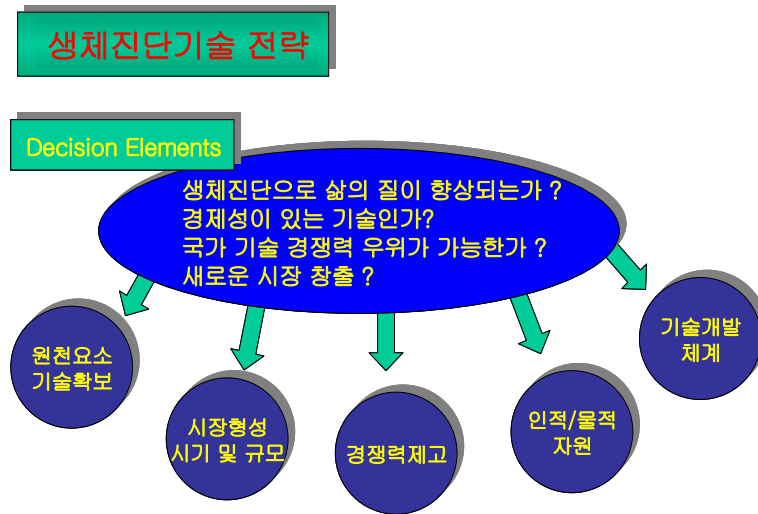 생체진단기술 전략
Decision Elements
생체진단으로 삶의 질이 향상되는가 ?
경제성이 있는 기술인가?
국가 기술 경쟁력 우위가 가능한가 ?
새로운 시장 창출 ?
원천요소
기술확보
시장형성
시기 및 규모
경쟁력제고
인적/물적
자원
기술개발
체계